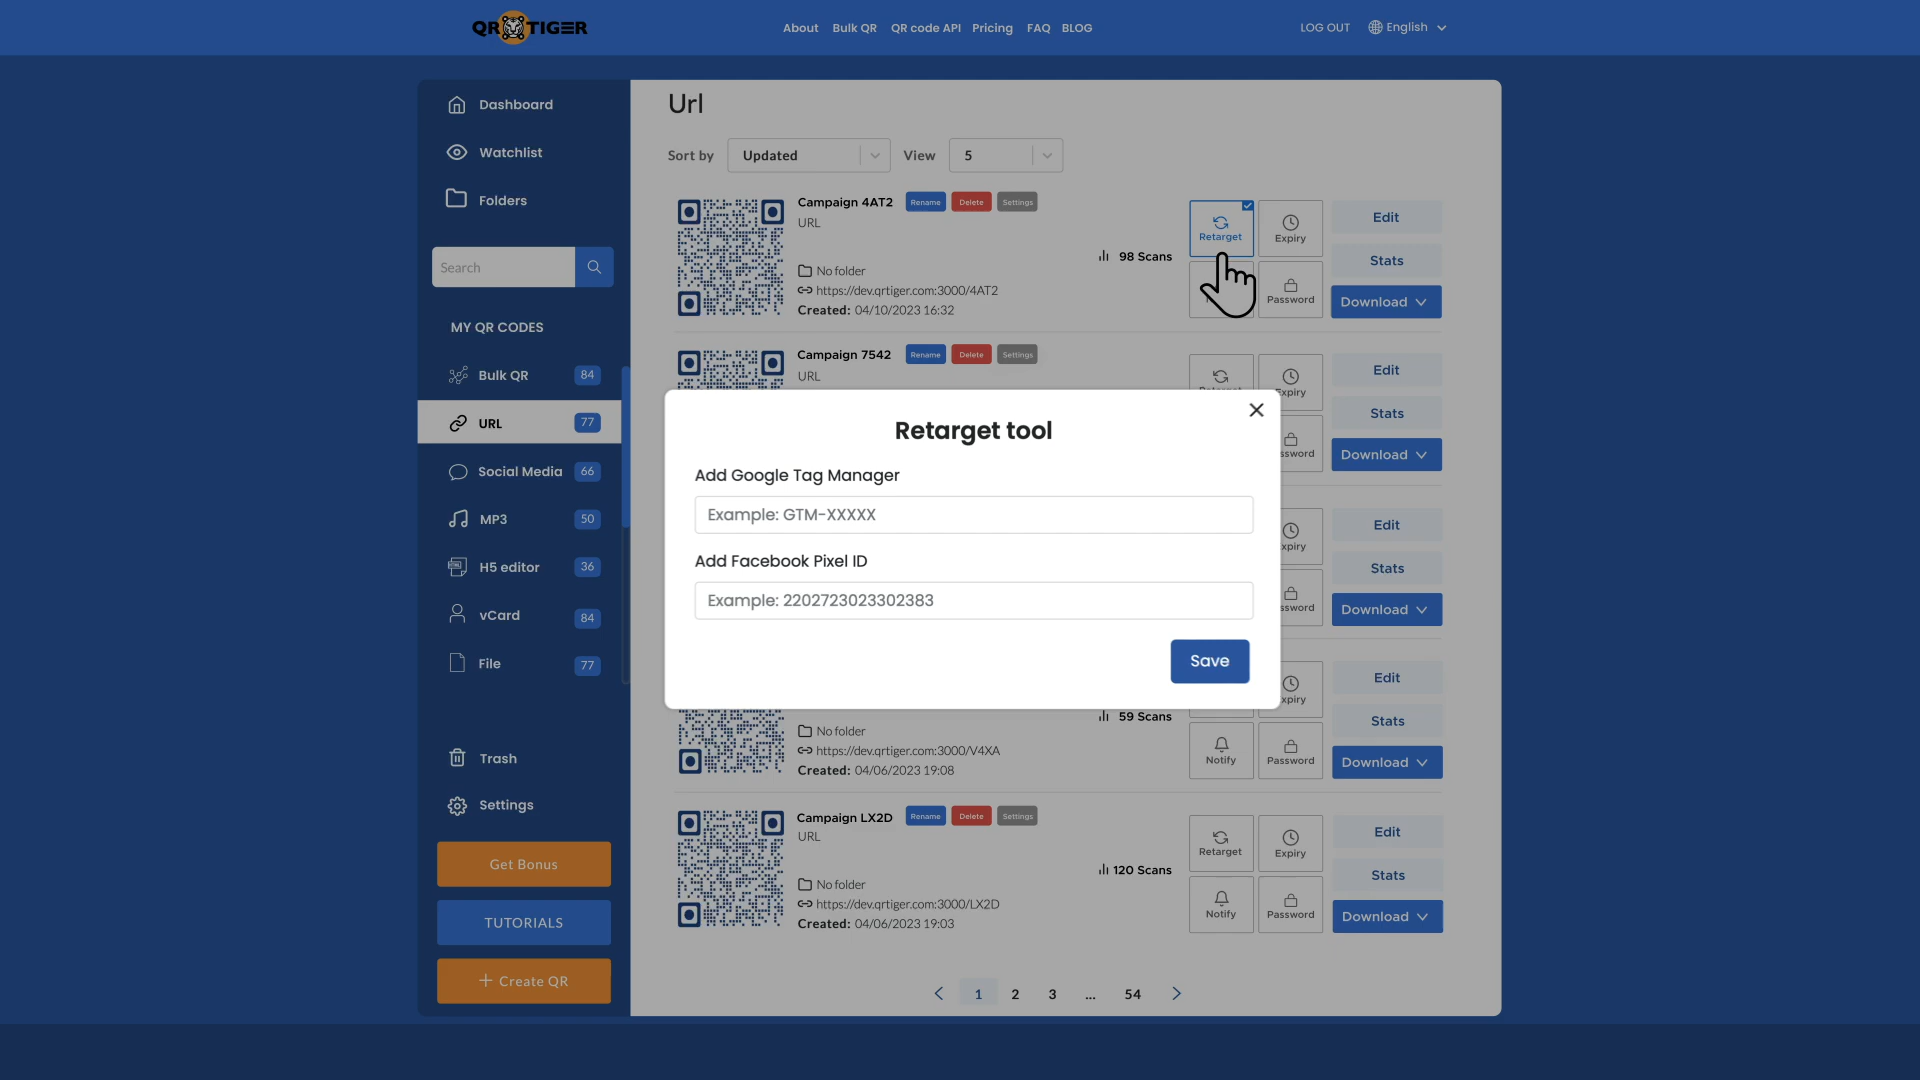 QR TIGER
About Bulk QR QR code API Pricing FAQ BLOG
LOG OUT English
Dashboard
Watchlist
Folders
Search
MY QR CODES
Bulk QR 84
URL 77
Social Media 66
MP3 50
H5 editor 36
vCard 84
File 77
Trash
Settings
Get Bonus
TUTORIALS
+ Create QR
Url
Sort by Updated View 5
Campaign 4AT2 Rename Delete Settings
URL
98 Scans
No folder
https://dev.qrtiger.com:3000/4AT2
Created: 04/10/2023 16:32
Retarget Expiry
Password
Edit
Stats
Download
Campaign 7542 Rename Delete Settings
URL
Edit
Stats
Download
Retarget tool
Add Google Tag Manager
Example: GTM-XXXXX
Add Facebook Pixel ID
Example: 2202723023302383
Save
Edit
Stats
Download
59 Scans
No folder
https://dev.qrtiger.com:3000/V4XA
Created: 04/06/2023 19:08
Notify Password
Edit
Stats
Download
Campaign LX2D Rename Delete Settings
URL
120 Scans
No folder
https://dev.qrtiger.com:3000/LX2D
Created: 04/06/2023 19:03
Retarget Expiry
Notify Password
Edit
Stats
Download
1 2 3 ... 54